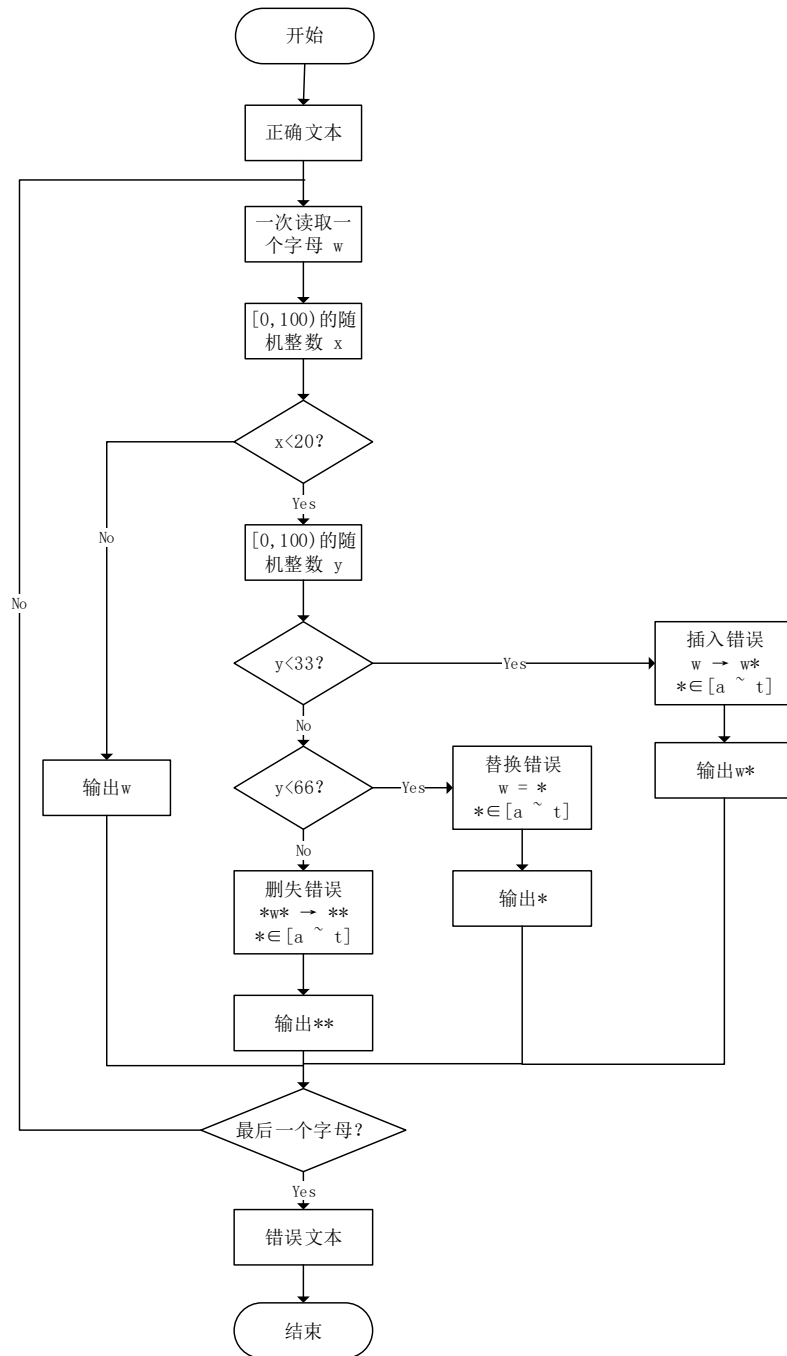 开始
正确文本
一次读取一
个字母 w
[0,100)的随
机整数 x
x<20?
Yes
No
[0,100)的随
机整数 y
No
y<33?
Yes
插入错误
w → w*
*∈[a ~ t]
No
输出w*
y<66?
Yes
替换错误
w = *
*∈[a ~ t]
输出w
No
删失错误
*w* → **
*∈[a ~ t]
输出*
输出**
最后一个字母?
Yes
错误文本
结束